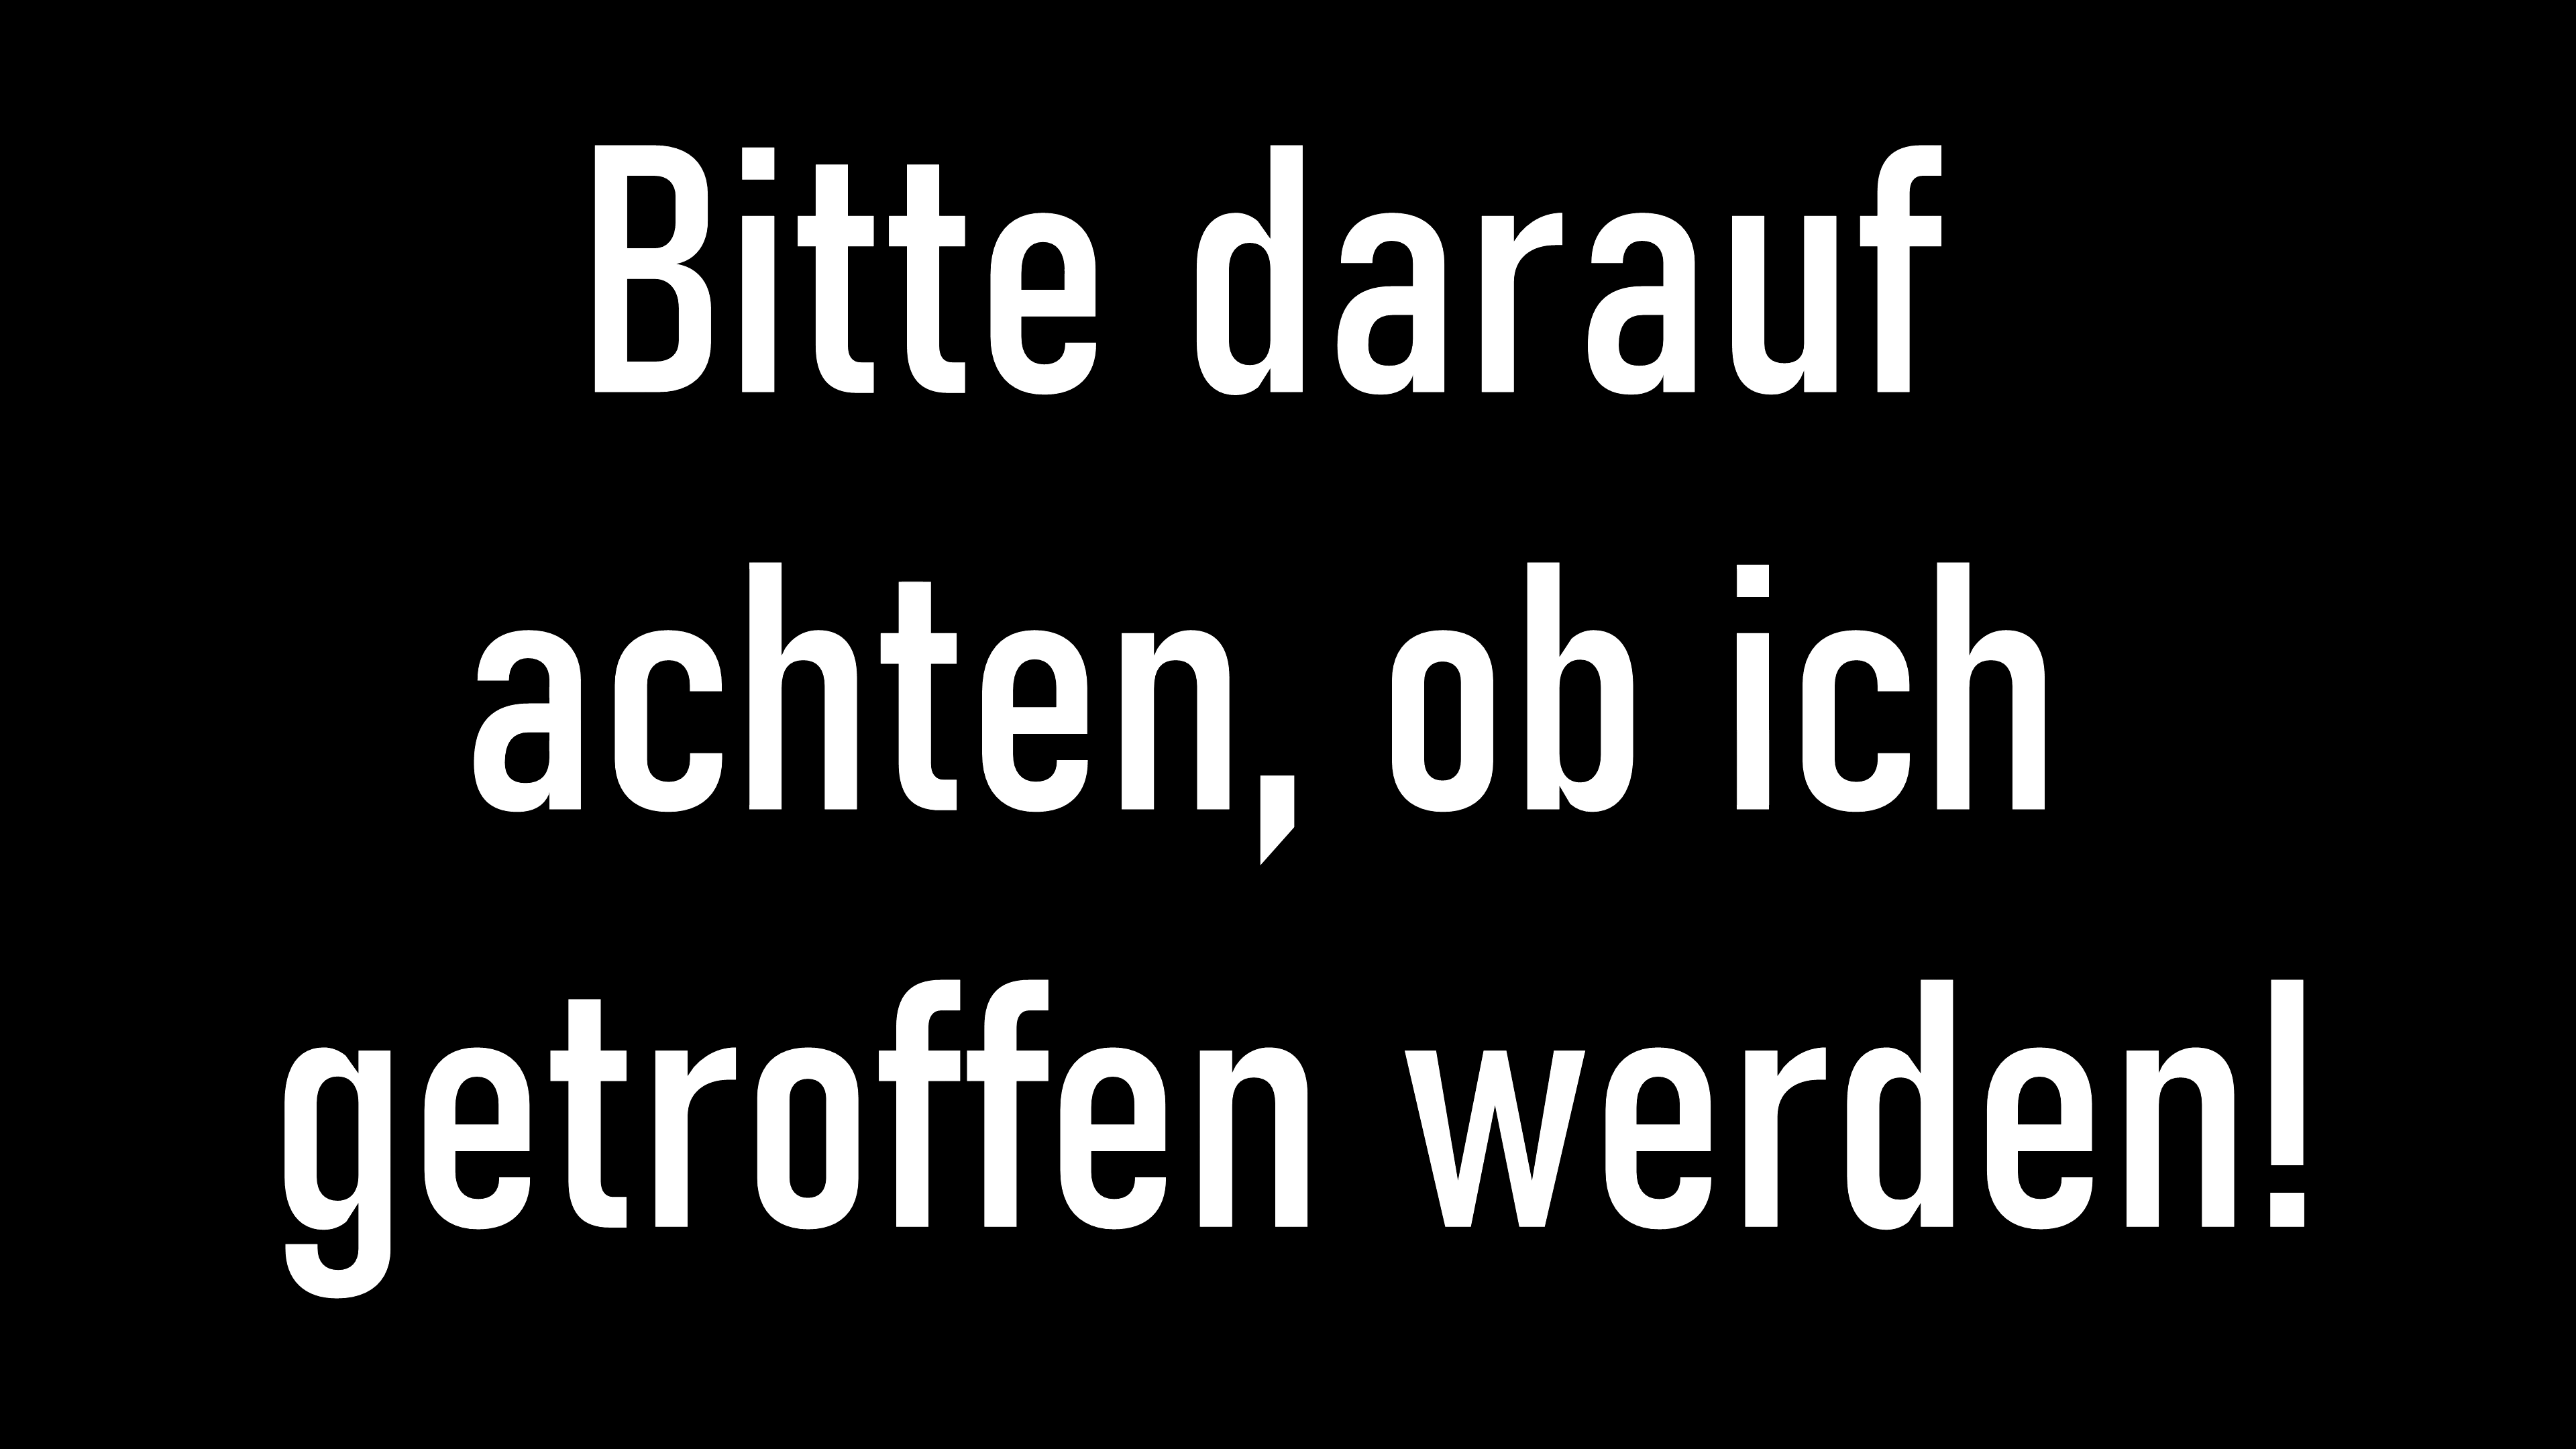 Bitte darauf
achten, ob ich
getroffen werden!